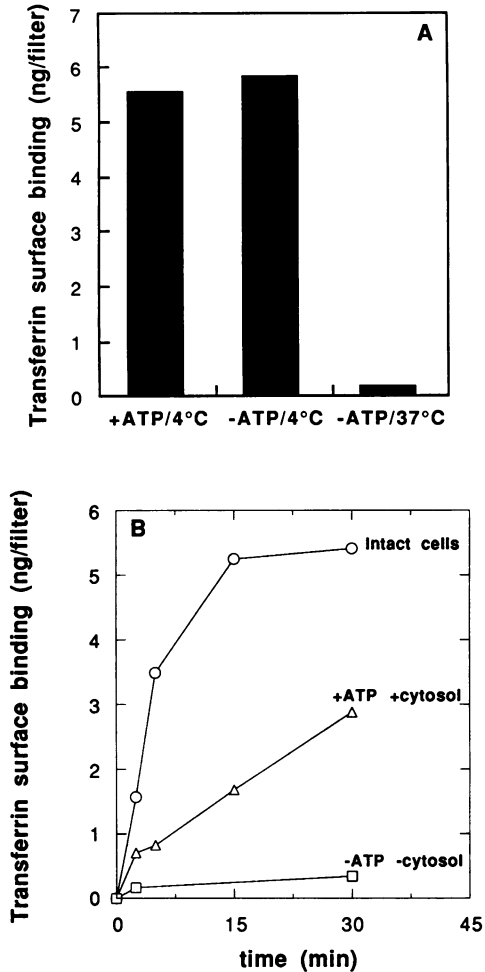 A
Transferrin surface binding (ng/filter)
7
6
5
4
3
2
1
0
+ATP/4°C -ATP/4°C -ATP/37°C
B
Transferrin surface binding (ng/filter)
6
5
4
3
2
1
0
Intact cells
+ATP +cytosol
-ATP -cytosol
0 15 30 45
time (min)